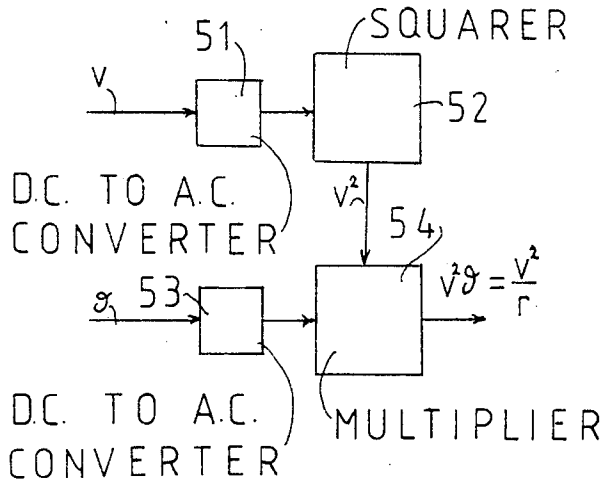 SQUARER
51
V
52
D.C. TO A.C.
CONVERTER
V²
54
53
ϑ
V²ϑ = V²/r
D.C. TO A.C.
CONVERTER
MULTIPLIER